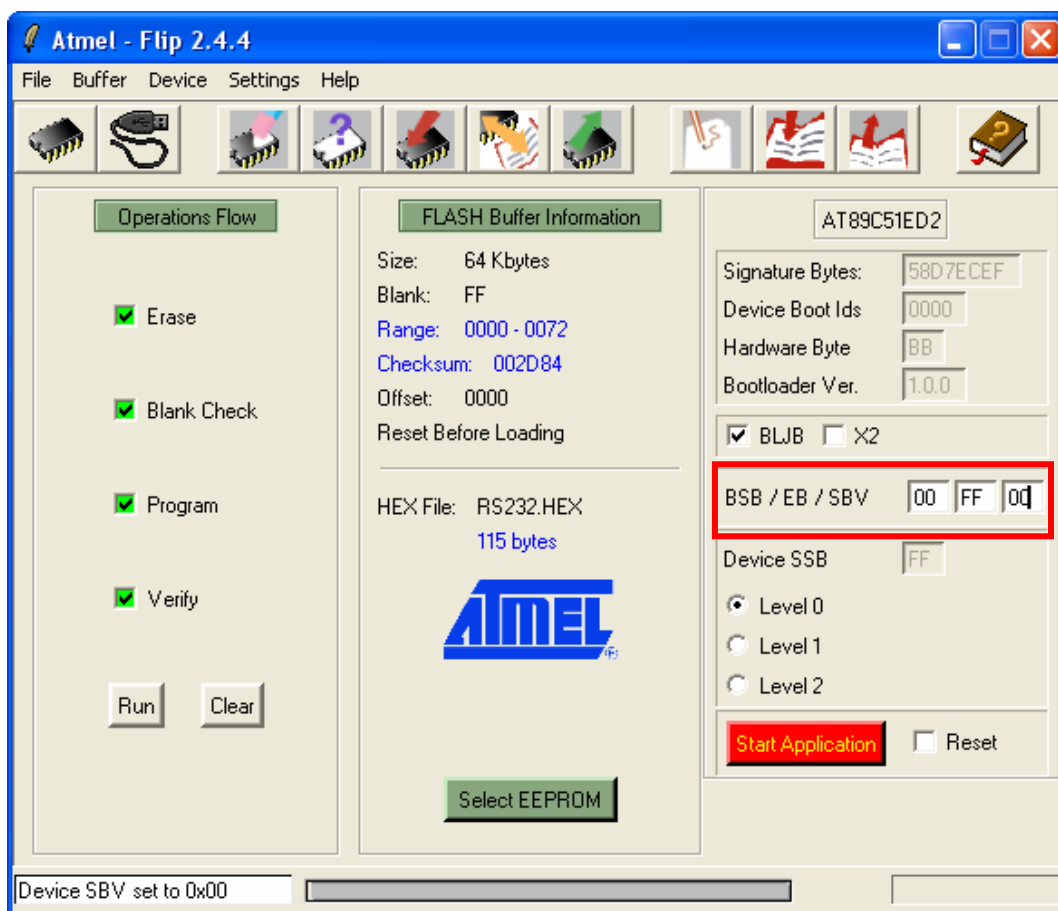 Atmel - Flip 2.4.4
File Buffer Device Settings Help
Operations Flow
Erase
Blank Check
Program
Verify
Run Clear
FLASH Buffer Information
Size: 64 Kbytes
Blank: FF
Range: 0000 - 0072
Checksum: 002D84
Offset: 0000
Reset Before Loading
HEX File: RS232.HEX
115 bytes
ATMEL®
Select EEPROM
AT89C51ED2
Signature Bytes: 58D7ECEF
Device Boot Ids 0000
Hardware Byte BB
Bootloader Ver. 1.0.0
BLJB X2
BSB / EB / SBV 00 FF 00
Device SSB FF
Level 0
Level 1
Level 2
Start Application Reset
Device SBV set to 0x00